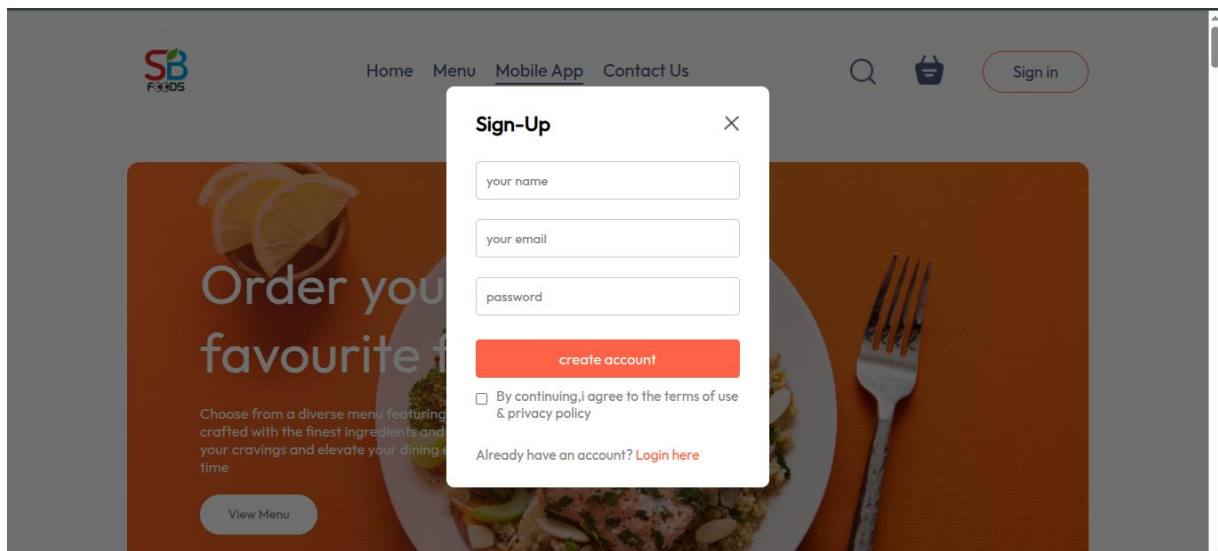 SB
FOODS
Home Menu Mobile App Contact Us
Sign in
Sign-Up
your name
your email
password
create account
By continuing,i agree to the terms of use
& privacy policy
Already have an account? Login here
Order you
favourite f
Choose from a diverse menu featuring
crafted with the finest ingredients and
your cravings and elevate your dining
time
View Menu